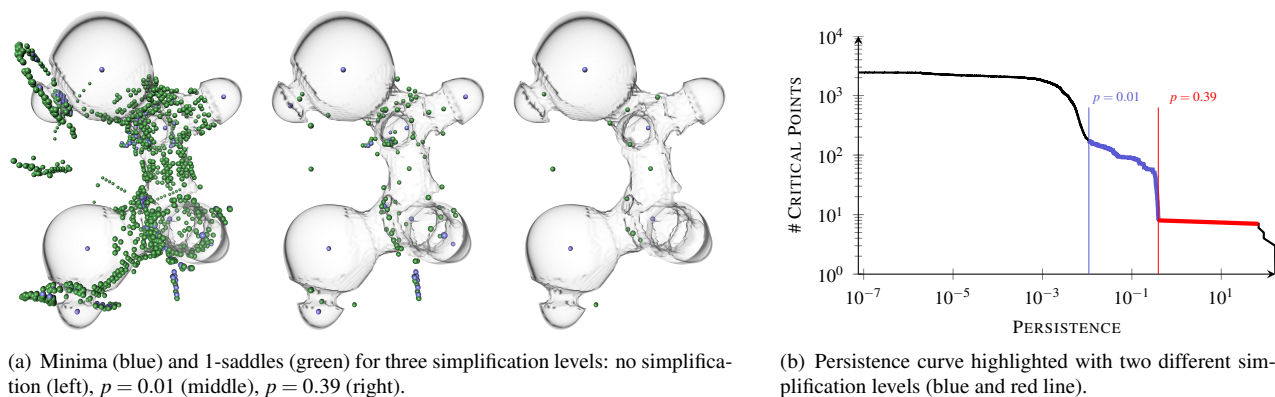 10^4
10^3
10^2
10^1
10^0
# CRITICAL POINTS
p = 0.01
p = 0.39
10^-7
10^-5
10^-3
10^-1
10^1
PERSISTENCE
(a) Minima (blue) and 1-saddles (green) for three simplification levels: no simplifica-
tion (left), p = 0.01 (middle), p = 0.39 (right).
(b) Persistence curve highlighted with two different sim-
plification levels (blue and red line).